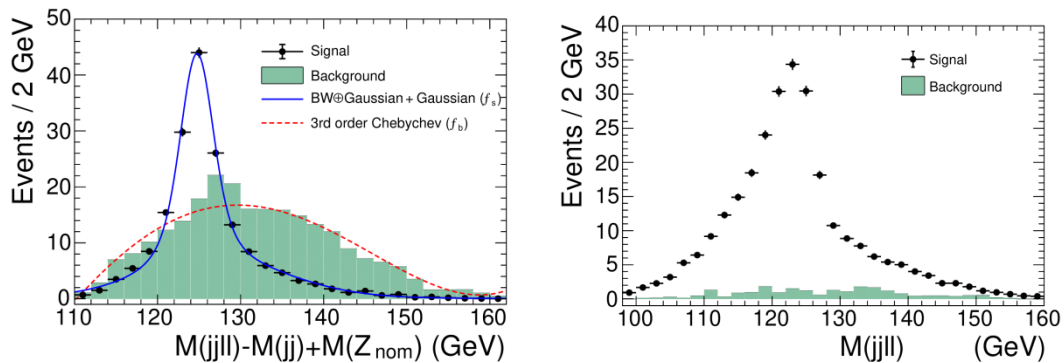 Events / 2 GeV
50
40
30
20
10
0
Signal
Background
BW⊕Gaussian + Gaussian (fs)
3rd order Chebychev (fb)
110 120 130 140 150 160
M(jjll)-M(jj)+M(Znom) (GeV)
Events / 2 GeV
40
35
30
25
20
15
10
5
0
Signal
Background
100 110 120 130 140 150 160
M(jjll) (GeV)